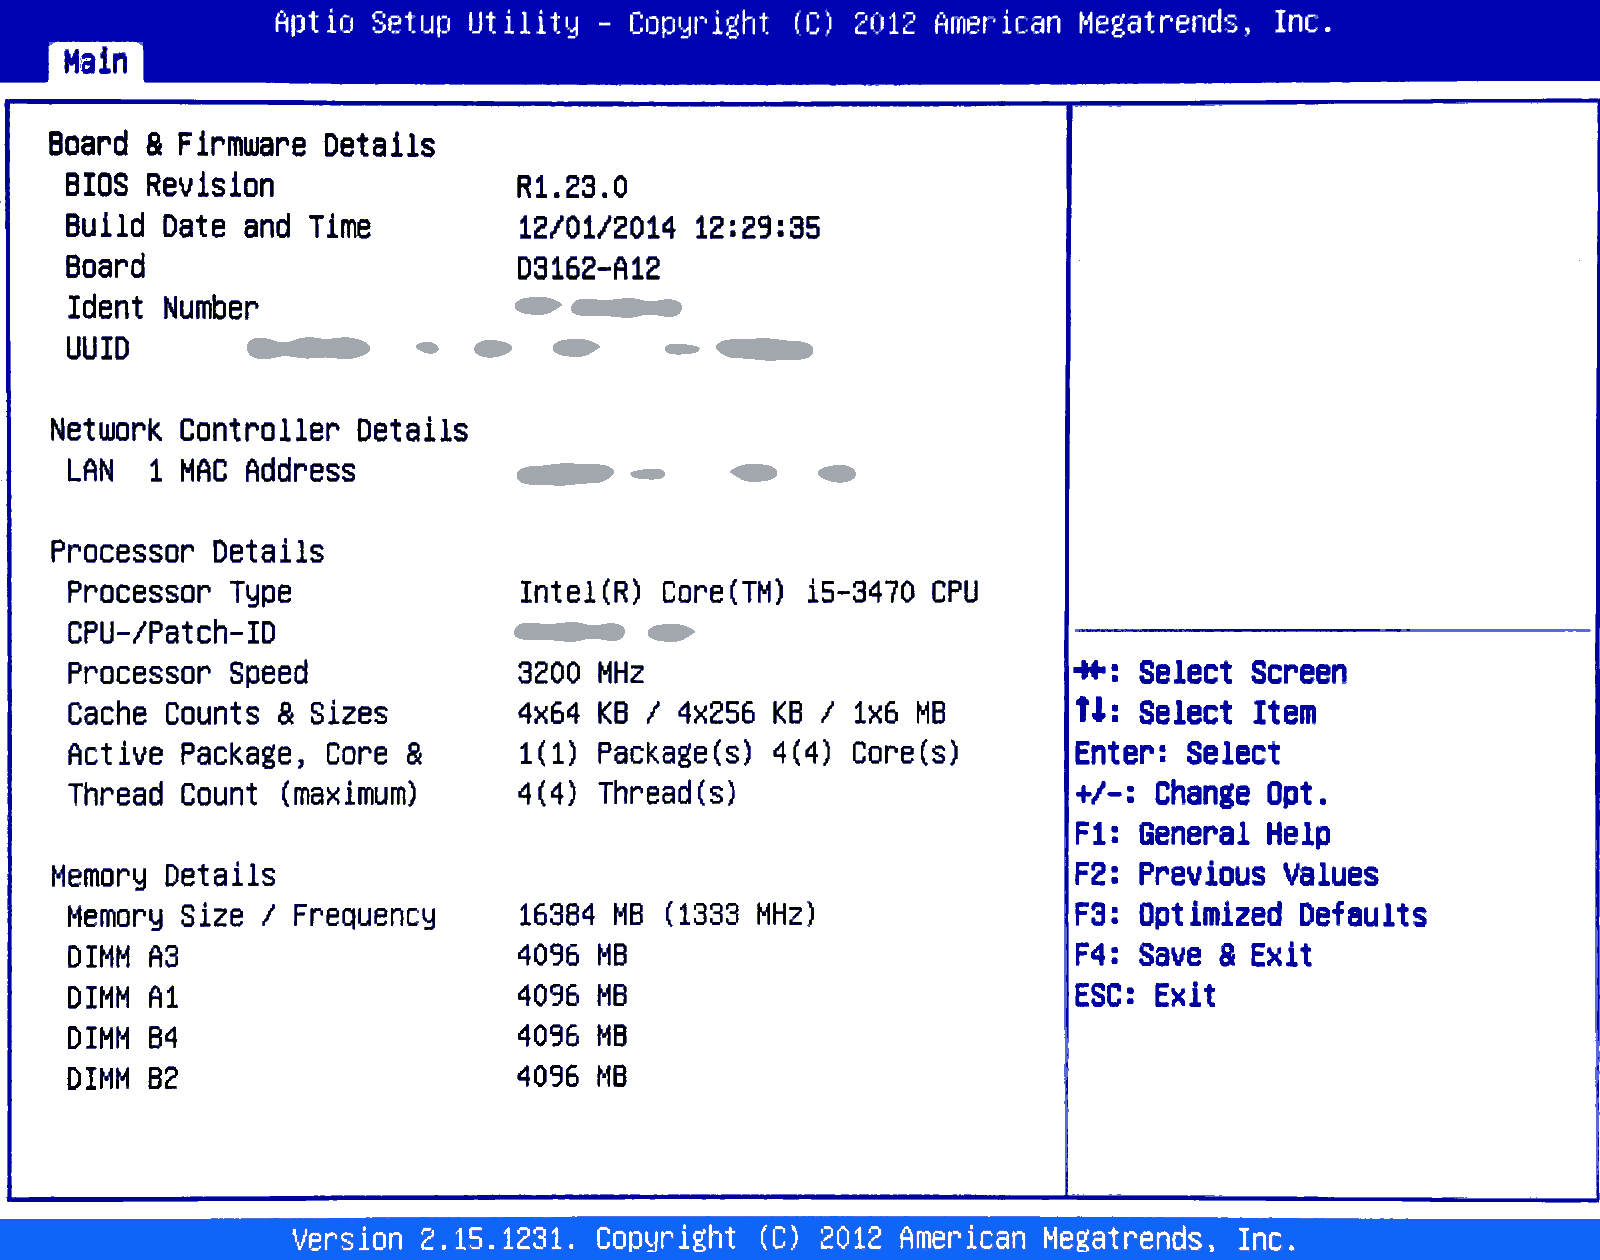 Aptio Setup Utility – Copyright (C) 2012 American Megatrends, Inc.
Main
Board & Firmware Details
BIOS Revision R1.23.0
Build Date and Time 12/01/2014 12:29:35
Board D3162-A12
Ident Number
UUID
Network Controller Details
LAN 1 MAC Address
Processor Details
Processor Type Intel(R) Core(TM) i5-3470 CPU
CPU-/Patch-ID
Processor Speed 3200 MHz
Cache Counts & Sizes 4x64 KB / 4x256 KB / 1x6 MB
Active Package, Core & 1(1) Package(s) 4(4) Core(s)
Thread Count (maximum) 4(4) Thread(s)
Memory Details
Memory Size / Frequency 16384 MB (1333 MHz)
DIMM A3 4096 MB
DIMM A1 4096 MB
DIMM B4 4096 MB
DIMM B2 4096 MB
→←: Select Screen
↑↓: Select Item
Enter: Select
+/-: Change Opt.
F1: General Help
F2: Previous Values
F3: Optimized Defaults
F4: Save & Exit
ESC: Exit
Version 2.15.1231. Copyright (C) 2012 American Megatrends, Inc.